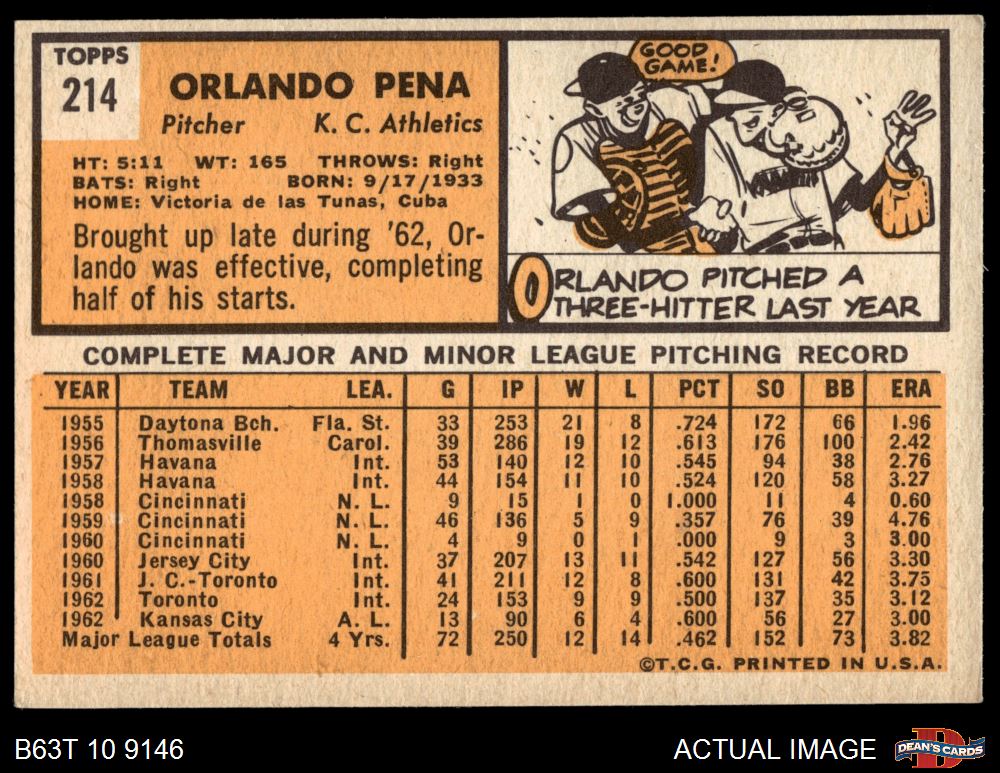 TOPPS
214
ORLANDO PENA
Pitcher K. C. Athletics
HT: 5:11 WT: 165 THROWS: Right
BATS: Right BORN: 9/17/1933
HOME: Victoria de las Tunas, Cuba
Brought up late during '62, Or-
lando was effective, completing
half of his starts.
GOOD
GAME!
ORLANDO PITCHED A
THREE-HITTER LAST YEAR
COMPLETE MAJOR AND MINOR LEAGUE PITCHING RECORD
YEAR TEAM LEA. G IP W L PCT SO BB ERA
1955 Daytona Bch. Fla. St. 33 253 21 8 .724 172 66 1.96
1956 Thomasville Carol. 39 286 19 12 .613 176 100 2.42
1957 Havana Int. 53 140 12 10 .545 94 38 2.76
1958 Havana Int. 44 154 11 10 .524 120 58 3.27
1958 Cincinnati N. L. 9 15 1 0 1.000 11 4 0.60
1959 Cincinnati N. L. 46 136 5 9 .357 76 39 4.76
1960 Cincinnati N. L. 4 9 0 1 .000 9 3 3.00
1960 Jersey City Int. 37 207 13 11 .542 127 56 3.30
1961 J. C.-Toronto Int. 41 211 12 8 .600 131 42 3.75
1962 Toronto Int. 24 153 9 9 .500 137 35 3.12
1962 Kansas City A. L. 13 90 6 4 .600 56 27 3.00
Major League Totals 4 Yrs. 72 250 12 14 .462 152 73 3.82
©T.C.G. PRINTED IN U.S.A.
B63T 10 9146
ACTUAL IMAGE
D
DEAN'S CARDS